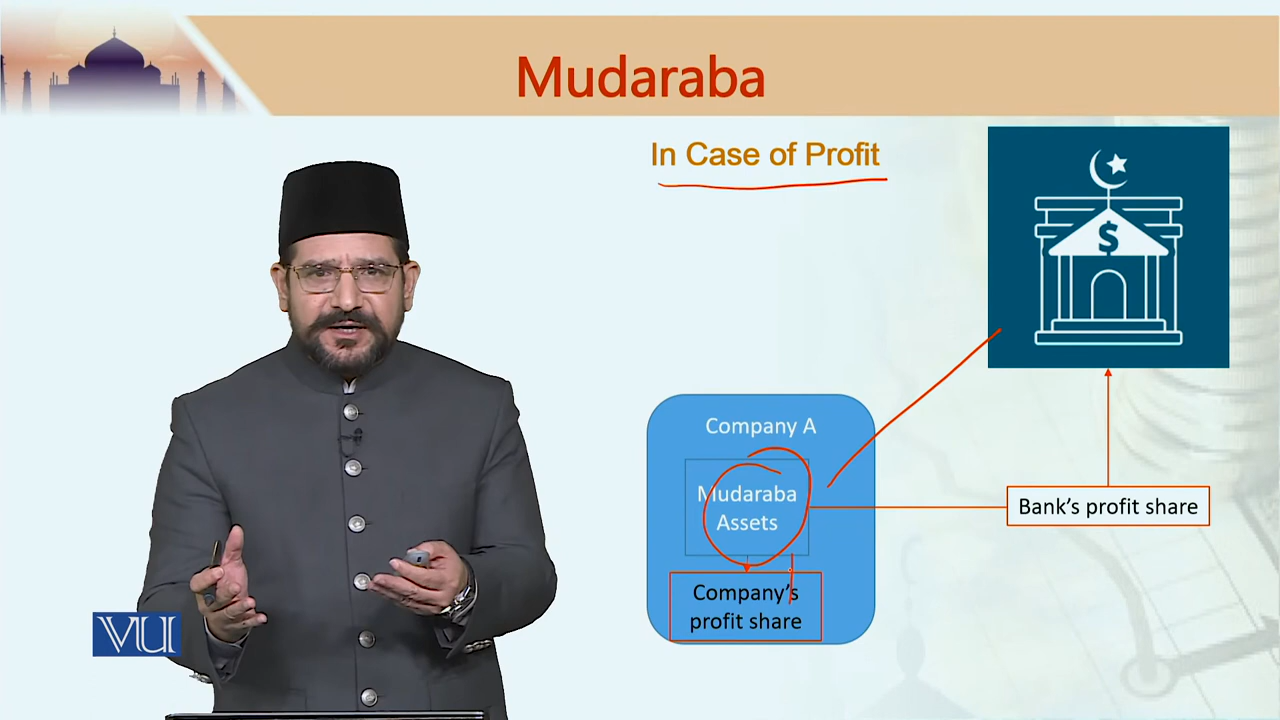 Mudaraba
In Case of Profit
$
Company A
Mudaraba
Assets
Bank's profit share
Company's
profit share
VU